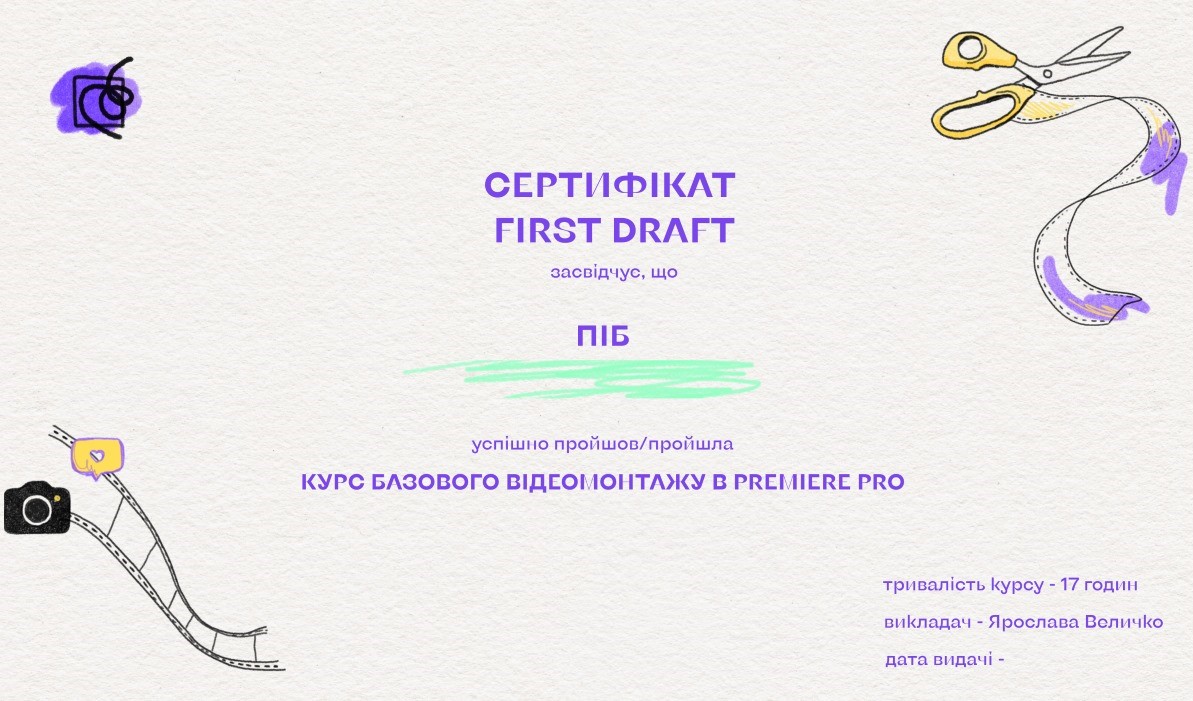 СЕРТИФІКАТ
FIRST DRAFT
засвідчує, що
ПІБ
успішно пройшов/пройшла
КУРС БАЗОВОГО ВІДЕОМОНТАЖУ В PREMIERE PRO
тривалість курсу - 17 годин
викладач - Ярослава Величко
дата видачі -